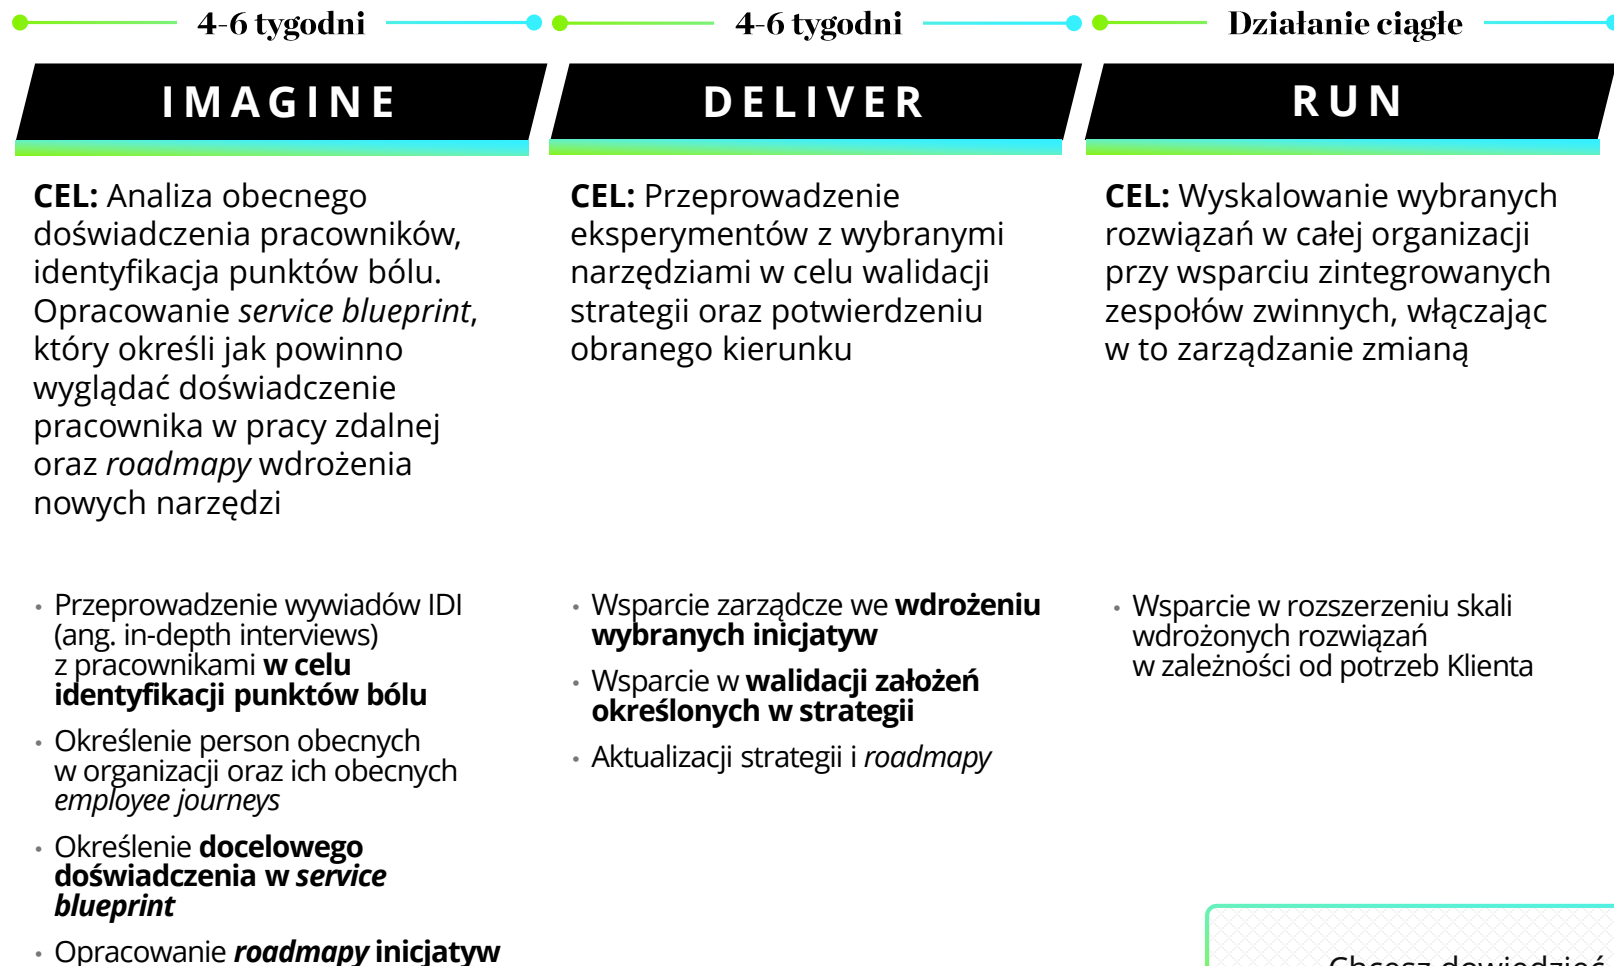 4-6 tygodni
IMAGINE
CEL: Analiza obecnego
doświadczenia pracowników,
identyfikacja punktów bólu.
Opracowanie service blueprint,
który określi jak powinno
wyglądać doświadczenie
pracownika w pracy zdalnej
oraz roadmapy wdrożenia
nowych narzędzi
• Przeprowadzenie wywiadów IDI
(ang. in-depth interviews)
z pracownikami w celu
identyfikacji punktów bólu
• Określenie person obecnych
w organizacji oraz ich obecnych
employee journeys
• Określenie docelowego
doświadczenia w service
blueprint
• Opracowanie roadmapy inicjatyw
4-6 tygodni
DELIVER
CEL: Przeprowadzenie
eksperymentów z wybranymi
narzędziami w celu walidacji
strategii oraz potwierdzeniu
obranego kierunku
• Wsparcie zarządcze we wdrożeniu
wybranych inicjatyw
• Wsparcie w walidacji założeń
określonych w strategii
• Aktualizacji strategii i roadmapy
Działanie ciągłe
RUN
CEL: Wyskalowanie wybranych
rozwiązań w całej organizacji
przy wsparciu zintegrowanych
zespołów zwinnych, włączając
w to zarządzanie zmianą
• Wsparcie w rozszerzeniu skali
wdrożonych rozwiązań
w zależności od potrzeb Klienta
Chcesz dowiedzieć